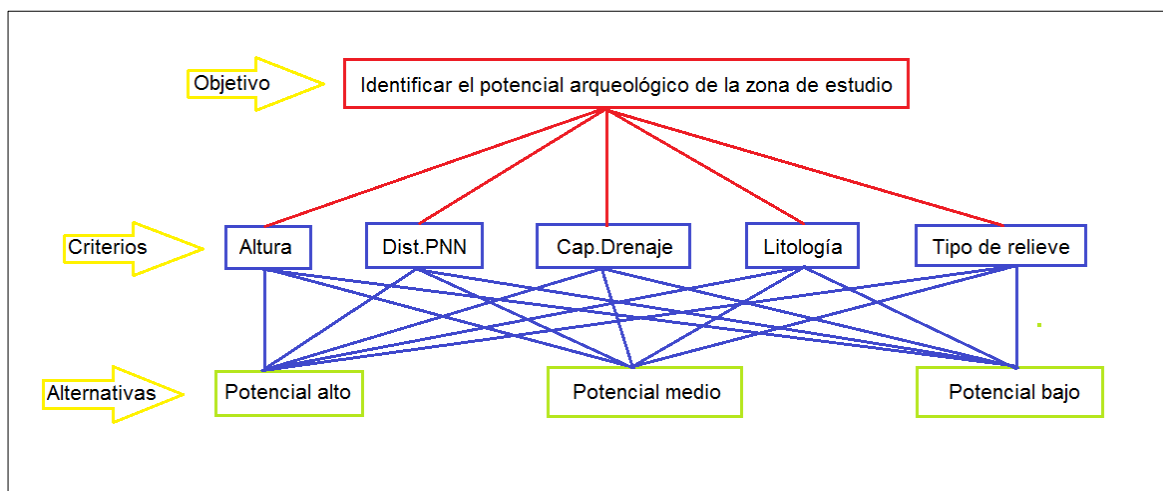 Objetivo
Identificar el potencial arqueológico de la zona de estudio
Criterios
Altura
Dist.PNN
Cap.Drenaje
Litología
Tipo de relieve
Alternativas
Potencial alto
Potencial medio
Potencial bajo